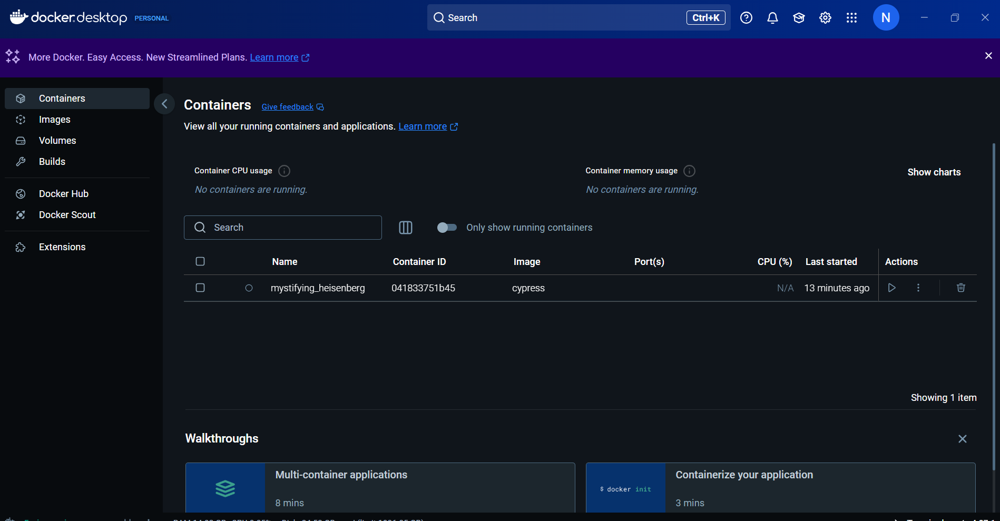 docker.desktop PERSONAL
Search Ctrl+K
N
More Docker. Easy Access. New Streamlined Plans. Learn more
Containers
Images
Volumes
Builds
Docker Hub
Docker Scout
Extensions
Containers Give feedback
View all your running containers and applications. Learn more
Container CPU usage
No containers are running.
Container memory usage
No containers are running.
Show charts
Search
Only show running containers
Name Container ID Image Port(s) CPU (%) Last started Actions
mystifying_heisenberg 041833751b45 cypress N/A 13 minutes ago
Showing 1 item
Walkthroughs
Multi-container applications
8 mins
$ docker init
Containerize your application
3 mins